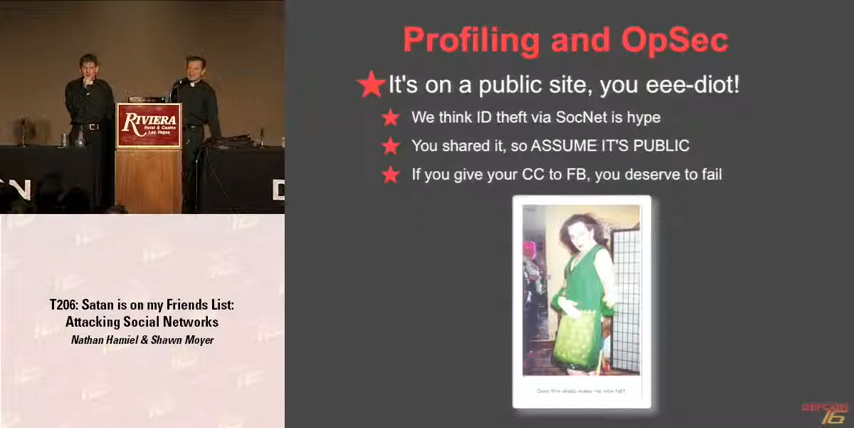 Profiling and OpSec
It's on a public site, you eee-diot!
We think ID theft via SocNet is hype
You shared it, so ASSUME IT'S PUBLIC
If you give your CC to FB, you deserve to fail
RIVIERA
Hotel & Casino
Las Vegas
N
D
T206: Satan is on my Friends List:
Attacking Social Networks
Nathan Hamiel & Shawn Moyer
DEFCON
16